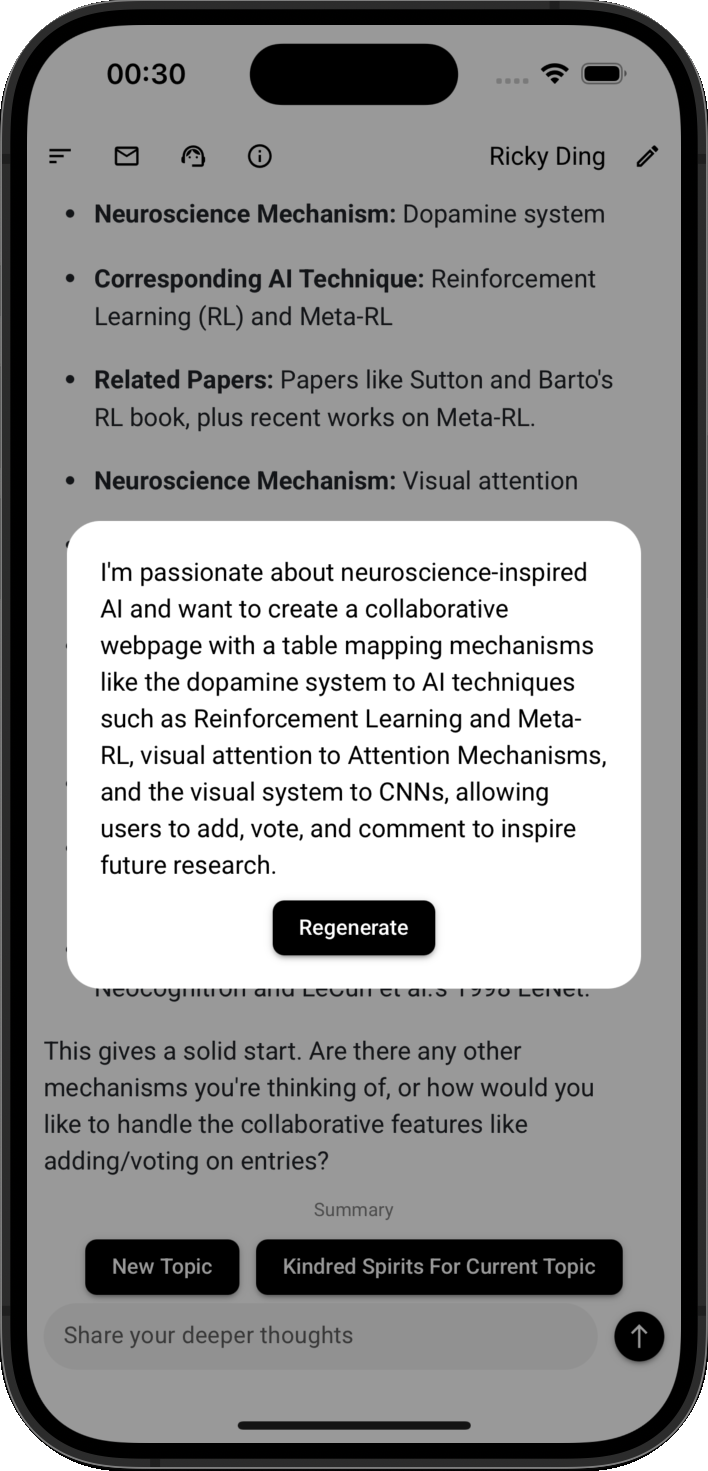 00:30
Ricky Ding
Neuroscience Mechanism: Dopamine system
Corresponding AI Technique: Reinforcement
Learning (RL) and Meta-RL
Related Papers: Papers like Sutton and Barto's
RL book, plus recent works on Meta-RL.
Neuroscience Mechanism: Visual attention
I'm passionate about neuroscience-inspired
AI and want to create a collaborative
webpage with a table mapping mechanisms
like the dopamine system to AI techniques
such as Reinforcement Learning and Meta-
RL, visual attention to Attention Mechanisms,
and the visual system to CNNs, allowing
users to add, vote, and comment to inspire
future research.
Regenerate
Neocognitron and LeCun et al.'s 1998 LeNet.
This gives a solid start. Are there any other
mechanisms you're thinking of, or how would you
like to handle the collaborative features like
adding/voting on entries?
Summary
New Topic
Kindred Spirits For Current Topic
Share your deeper thoughts